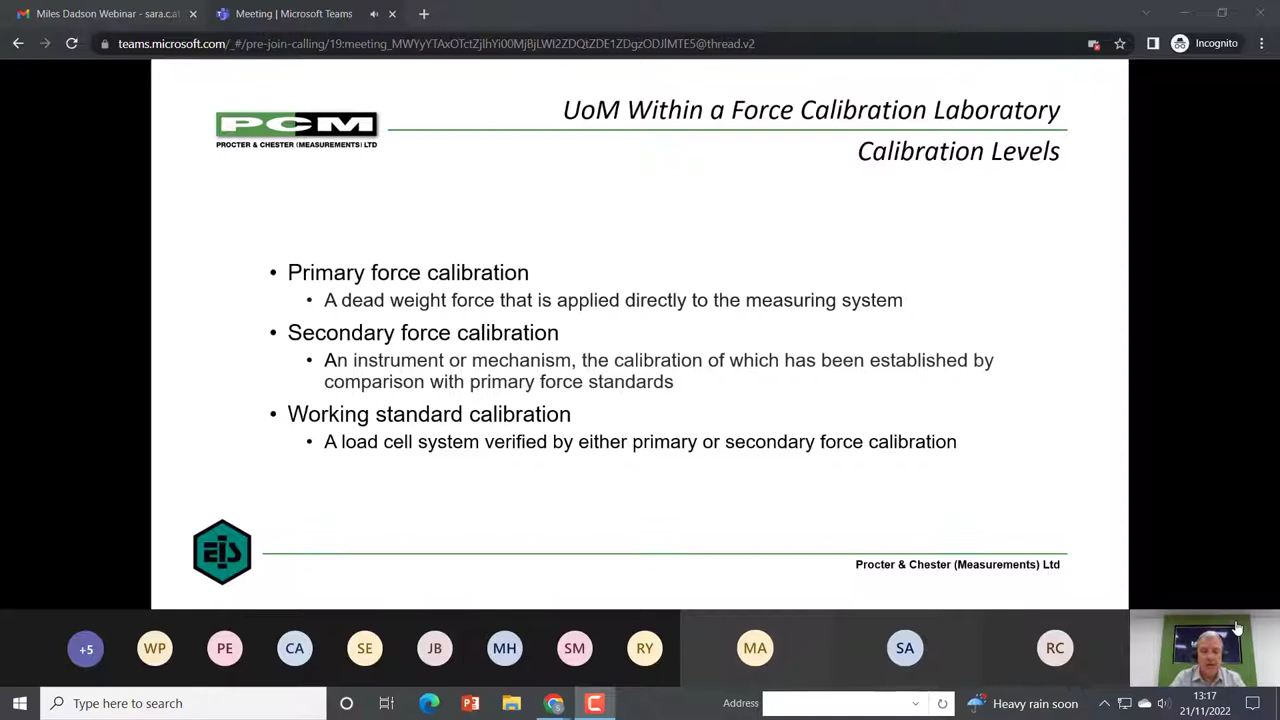 Miles Dadson Webinar - sara.cal
Meeting | Microsoft Teams
teams.microsoft.com/_#/pre-join-calling/19:meeting_MWYyYTAxOTctZjlhYi00MjBjLWI2ZDQtZDE1ZDgzODJlMTE5@thread.v2
Incognito
UoM Within a Force Calibration Laboratory
PCM
PROCTER & CHESTER (MEASUREMENTS) LTD
Calibration Levels
• Primary force calibration
• A dead weight force that is applied directly to the measuring system
• Secondary force calibration
• An instrument or mechanism, the calibration of which has been established by
comparison with primary force standards
• Working standard calibration
• A load cell system verified by either primary or secondary force calibration
EIS
Procter & Chester (Measurements) Ltd
+5 WP PE CA SE JB MH SM RY MA SA RC
Type here to search
Address
Heavy rain soon
13:17
21/11/2022